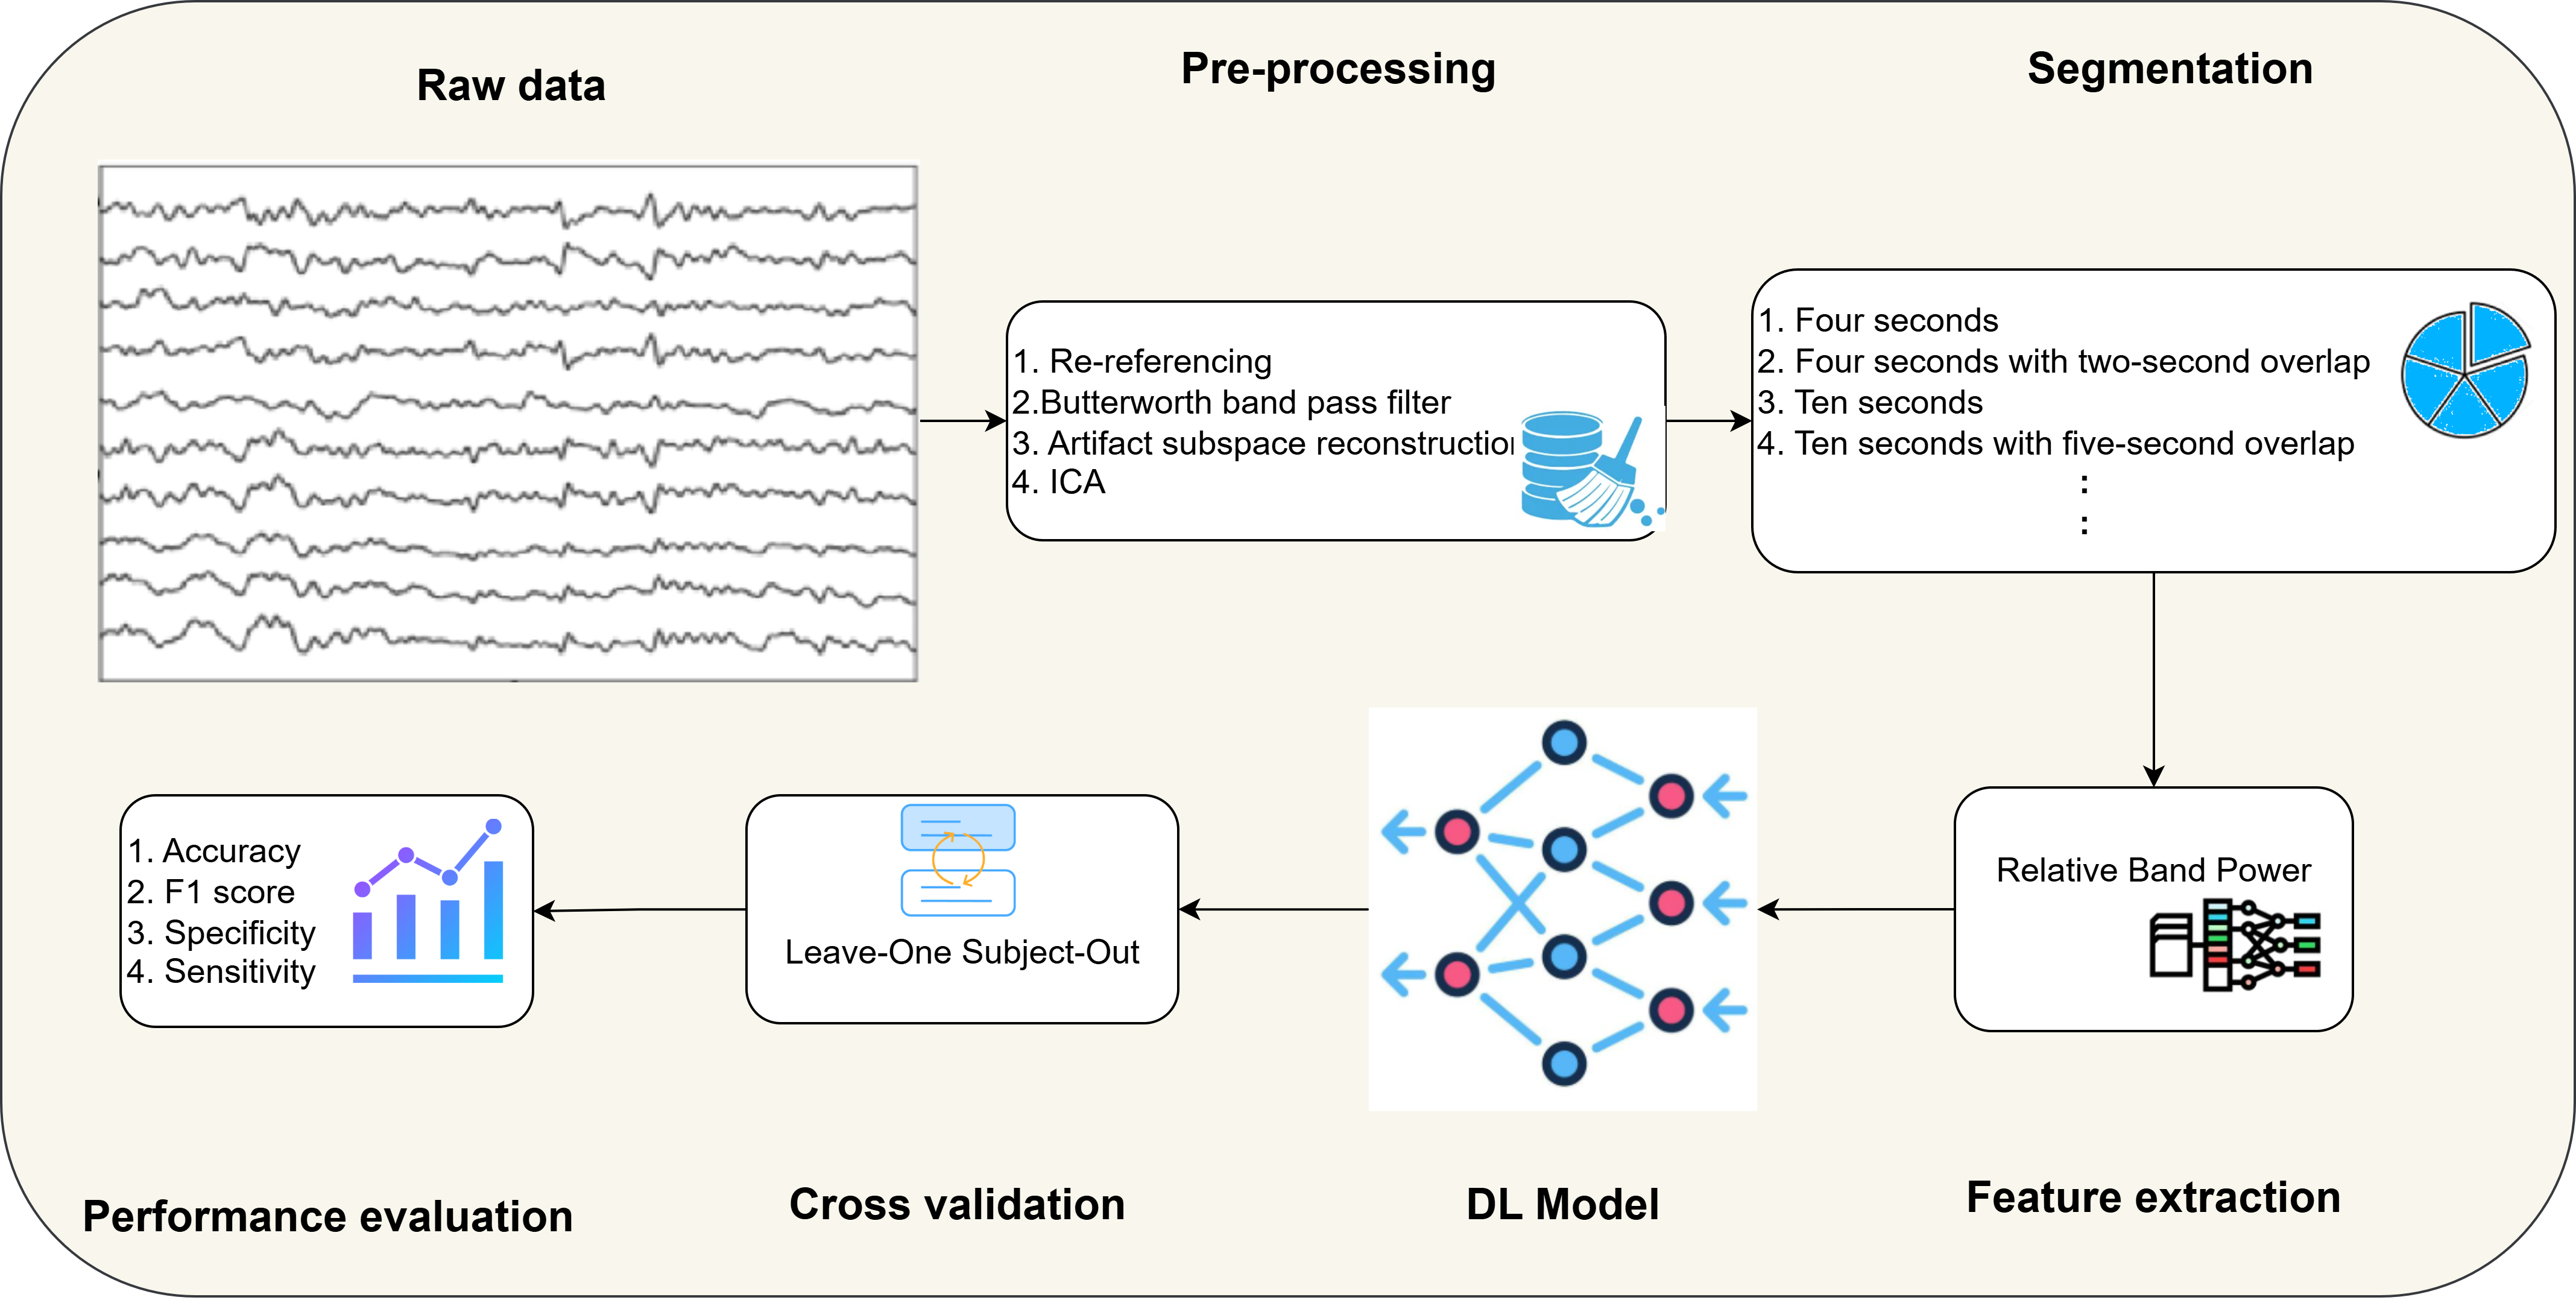 Raw data
Pre-processing
Segmentation
1. Re-referencing
2.Butterworth band pass filter
3. Artifact subspace reconstruction
4. ICA
1. Four seconds
2. Four seconds with two-second overlap
3. Ten seconds
4. Ten seconds with five-second overlap
:
:
1. Accuracy
2. F1 score
3. Specificity
4. Sensitivity
Leave-One Subject-Out
Relative Band Power
Performance evaluation
Cross validation
DL Model
Feature extraction